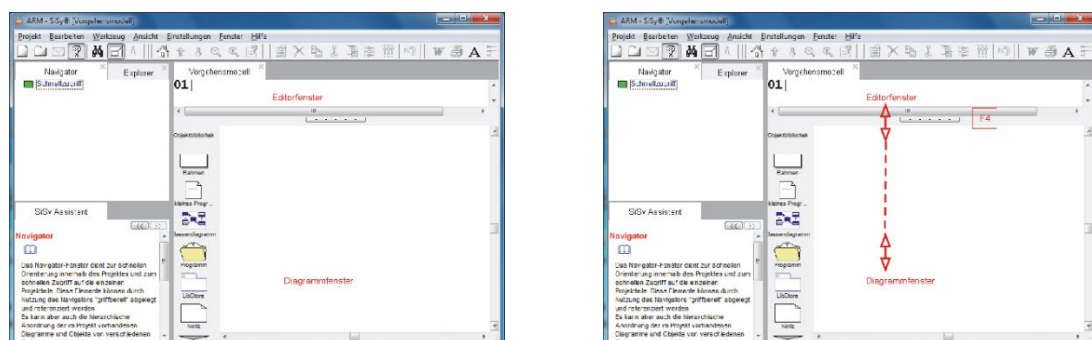 ARM - SiSy® [Vorgehensmodell]
Projekt Bearbeiten Werkzeug Ansicht Einstellungen Fenster Hilfe
Navigator
Explorer
Schnellzugriff
Vorgehensmodell
01
Editorfenster
Objektbibliothek
Rahmen
kleines Progr...
Klassendiagramm
Programm
LibStore
Notiz
Diagrammfenster
SiSy Assistent
Navigator
Das Navigator-Fenster dient zur schnellen
Orientierung innerhalb des Projektes und zum
schnellen Zugriff auf die einzelnen
Projektteile. Diese Elemente können durch
Nutzung des Navigators "griffbereit" abgelegt
und referenziert werden
Es kann aber auch die hierarchische
Anordnung der im Projekt vorhandenen
Diagramme und Objekte von verschiedenen
ARM - SiSy® [Vorgehensmodell]
Projekt Bearbeiten Werkzeug Ansicht Einstellungen Fenster Hilfe
Navigator
Explorer
Schnellzugriff
Vorgehensmodell
01
Editorfenster
F4
Objektbibliothek
Rahmen
kleines Progr...
Klassendiagramm
Programm
LibStore
Notiz
Diagrammfenster
SiSy Assistent
Navigator
Das Navigator-Fenster dient zur schnellen
Orientierung innerhalb des Projektes und zum
schnellen Zugriff auf die einzelnen
Projektteile. Diese Elemente können durch
Nutzung des Navigators "griffbereit" abgelegt
und referenziert werden
Es kann aber auch die hierarchische
Anordnung der im Projekt vorhandenen
Diagramme und Objekte von verschiedenen